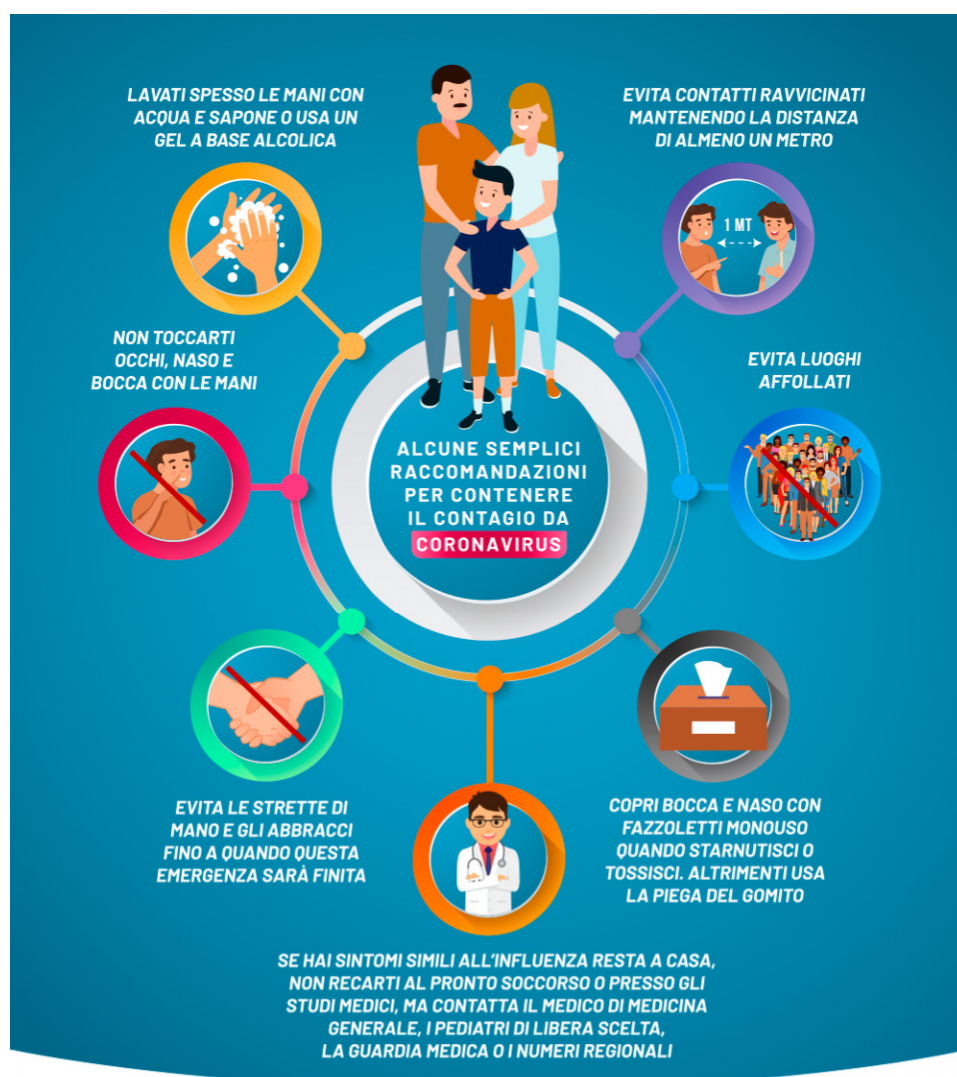 LAVATI SPESSO LE MANI CON
ACQUA E SAPONE O USA UN
GEL A BASE ALCOLICA
EVITA CONTATTI RAVVICINATI
MANTENENDO LA DISTANZA
DI ALMENO UN METRO
1 MT
NON TOCCARTI
OCCHI, NASO E
BOCCA CON LE MANI
EVITA LUOGHI
AFFOLLATI
ALCUNE SEMPLICI
RACCOMANDAZIONI
PER CONTENERE
IL CONTAGIO DA
CORONAVIRUS
EVITA LE STRETTE DI
MANO E GLI ABBRACCI
FINO A QUANDO QUESTA
EMERGENZA SARÀ FINITA
COPRI BOCCA E NASO CON
FAZZOLETTI MONOUSO
QUANDO STARNUTISCI O
TOSSISCI. ALTRIMENTI USA
LA PIEGA DEL GOMITO
SE HAI SINTOMI SIMILI ALL'INFLUENZA RESTA A CASA,
NON RECARTI AL PRONTO SOCCORSO O PRESSO GLI
STUDI MEDICI, MA CONTATTA IL MEDICO DI MEDICINA
GENERALE, I PEDIATRI DI LIBERA SCELTA,
LA GUARDIA MEDICA O I NUMERI REGIONALI